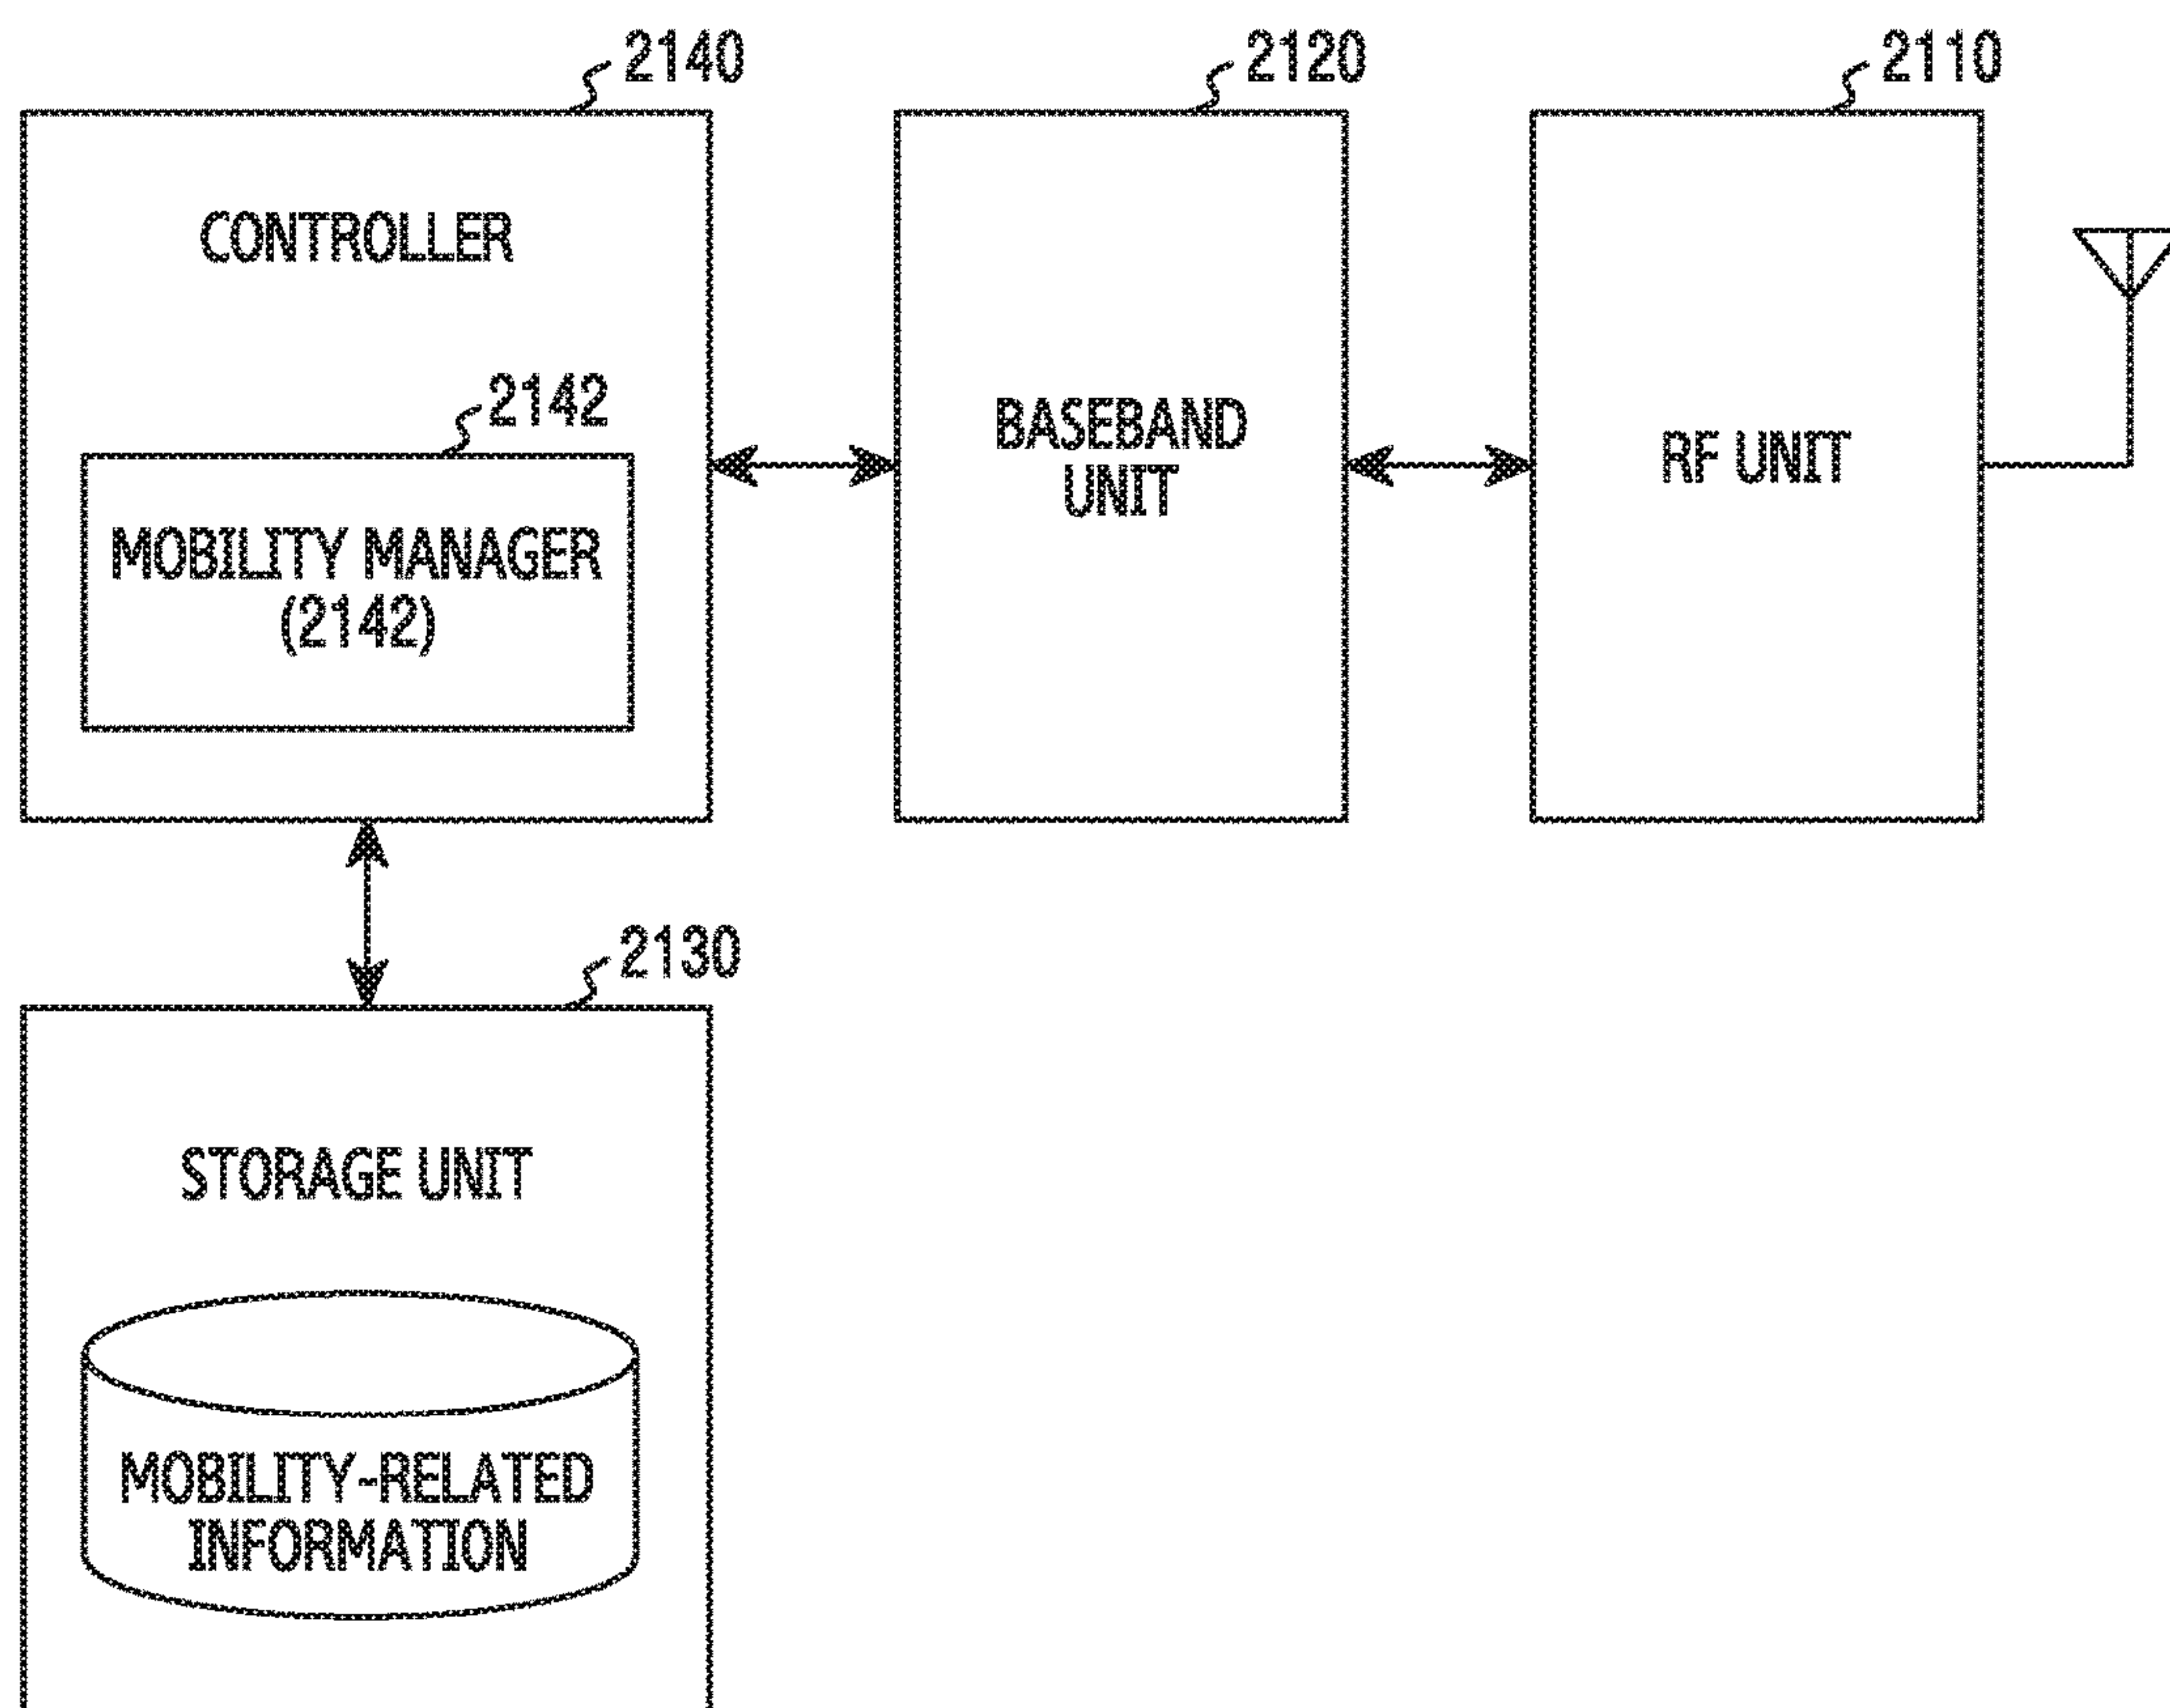 2140
2120
2110
CONTROLLER
2142
BASEBAND
UNIT
RF UNIT
MOBILITY MANAGER
(2142)
2130
STORAGE UNIT
MOBILITY-RELATED
INFORMATION